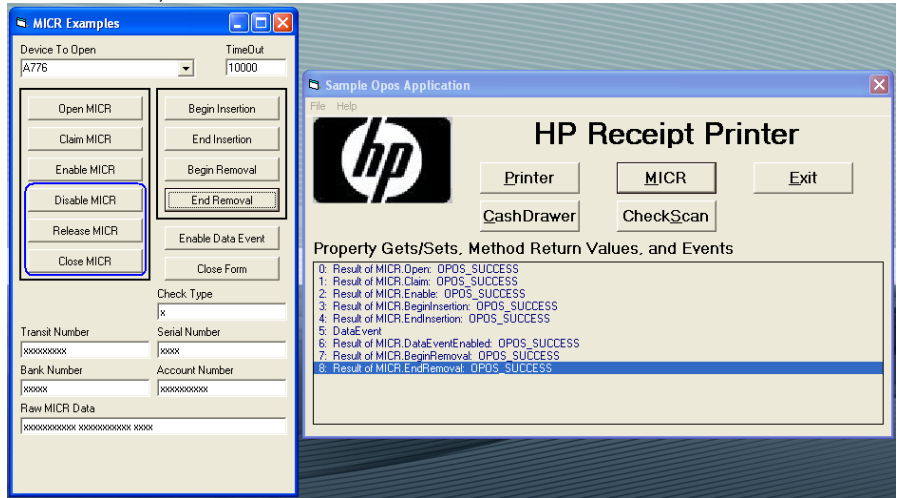 MICR Examples
Device To Open
TimeOut
A776
10000
Open MICR
Begin Insertion
Claim MICR
End Insertion
Enable MICR
Begin Removal
Disable MICR
End Removal
Release MICR
Enable Data Event
Close MICR
Close Form
Check Type
x
Transit Number
Serial Number
xxxxxxxxx
xxxx
Bank Number
Account Number
xxxxx
xxxxxxxxxx
Raw MICR Data
xxxxxxxxxxx xxxxxxxxxxx xxxx
Sample Opos Application
File Help
hp
HP Receipt Printer
Printer
MICR
Exit
CashDrawer
CheckScan
Property Gets/Sets, Method Return Values, and Events
0: Result of MICR.Open: OPOS_SUCCESS
1: Result of MICR.Claim: OPOS_SUCCESS
2: Result of MICR.Enable: OPOS_SUCCESS
3: Result of MICR.BeginInsertion: OPOS_SUCCESS
4: Result of MICR.EndInsertion: OPOS_SUCCESS
5: DataEvent
6: Result of MICR.DataEventEnabled: OPOS_SUCCESS
7: Result of MICR.BeginRemoval: OPOS_SUCCESS
8: Result of MICR.EndRemoval: OPOS_SUCCESS